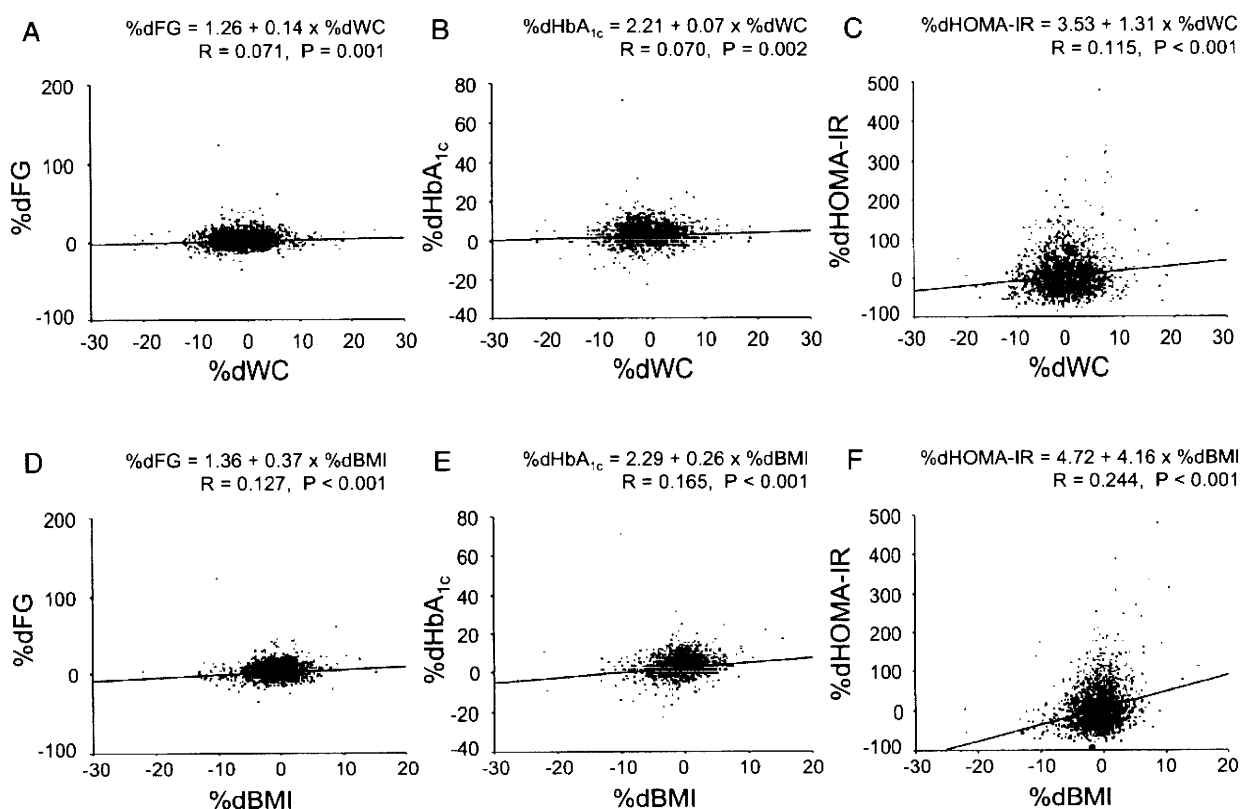 A
%dFG = 1.26 + 0.14 x %dWC
R = 0.071, P = 0.001
200
100
0
-100
%dFG
-30 -20 -10 0 10 20 30
%dWC
B
%dHbA1c = 2.21 + 0.07 x %dWC
R = 0.070, P = 0.002
80
60
40
20
0
-20
-40
%dHbA1c
-30 -20 -10 0 10 20 30
%dWC
C
%dHOMA-IR = 3.53 + 1.31 x %dWC
R = 0.115, P < 0.001
500
400
300
200
100
0
-100
%dHOMA-IR
-30 -20 -10 0 10 20 30
%dWC
D
%dFG = 1.36 + 0.37 x %dBMI
R = 0.127, P < 0.001
200
100
0
-100
%dFG
-30 -20 -10 0 10 20
%dBMI
E
%dHbA1c = 2.29 + 0.26 x %dBMI
R = 0.165, P < 0.001
80
60
40
20
0
-20
-40
%dHbA1c
-30 -20 -10 0 10 20
%dBMI
F
%dHOMA-IR = 4.72 + 4.16 x %dBMI
R = 0.244, P < 0.001
500
400
300
200
100
0
-100
%dHOMA-IR
-30 -20 -10 0 10 20
%dBMI